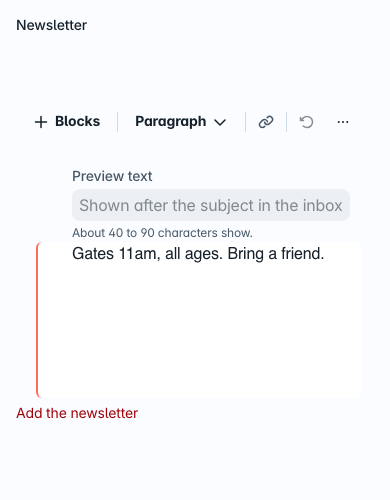 Newsletter
Blocks
Paragraph
Preview text
Shown after the subject in the inbox
About 40 to 90 characters show.
Gates 11am, all ages. Bring a friend.
Add the newsletter